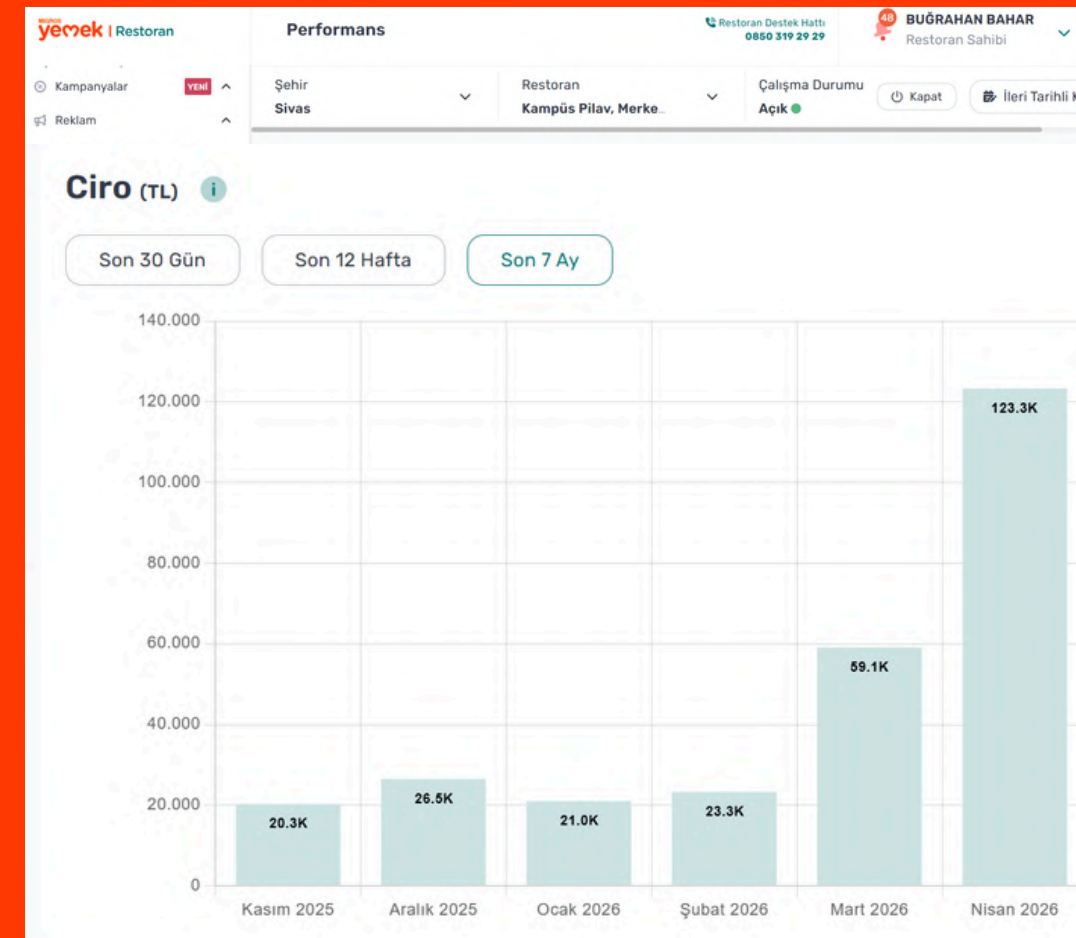 MIGROS
yemek | Restoran
Performans
Restoran Destek Hattı
0850 319 29 29
48
BUĞRAHAN BAHAR
Restoran Sahibi
Kampanyalar
YENİ
Reklam
Şehir
Sivas
Restoran
Kampüs Pilav, Merke...
Çalışma Durumu
Açık
Kapat
İleri Tarihli K
Ciro (TL)
i
Son 30 Gün
Son 12 Hafta
Son 7 Ay
140.000
120.000
100.000
80.000
60.000
40.000
20.000
0
20.3K
26.5K
21.0K
23.3K
59.1K
123.3K
Kasım 2025
Aralık 2025
Ocak 2026
Şubat 2026
Mart 2026
Nisan 2026